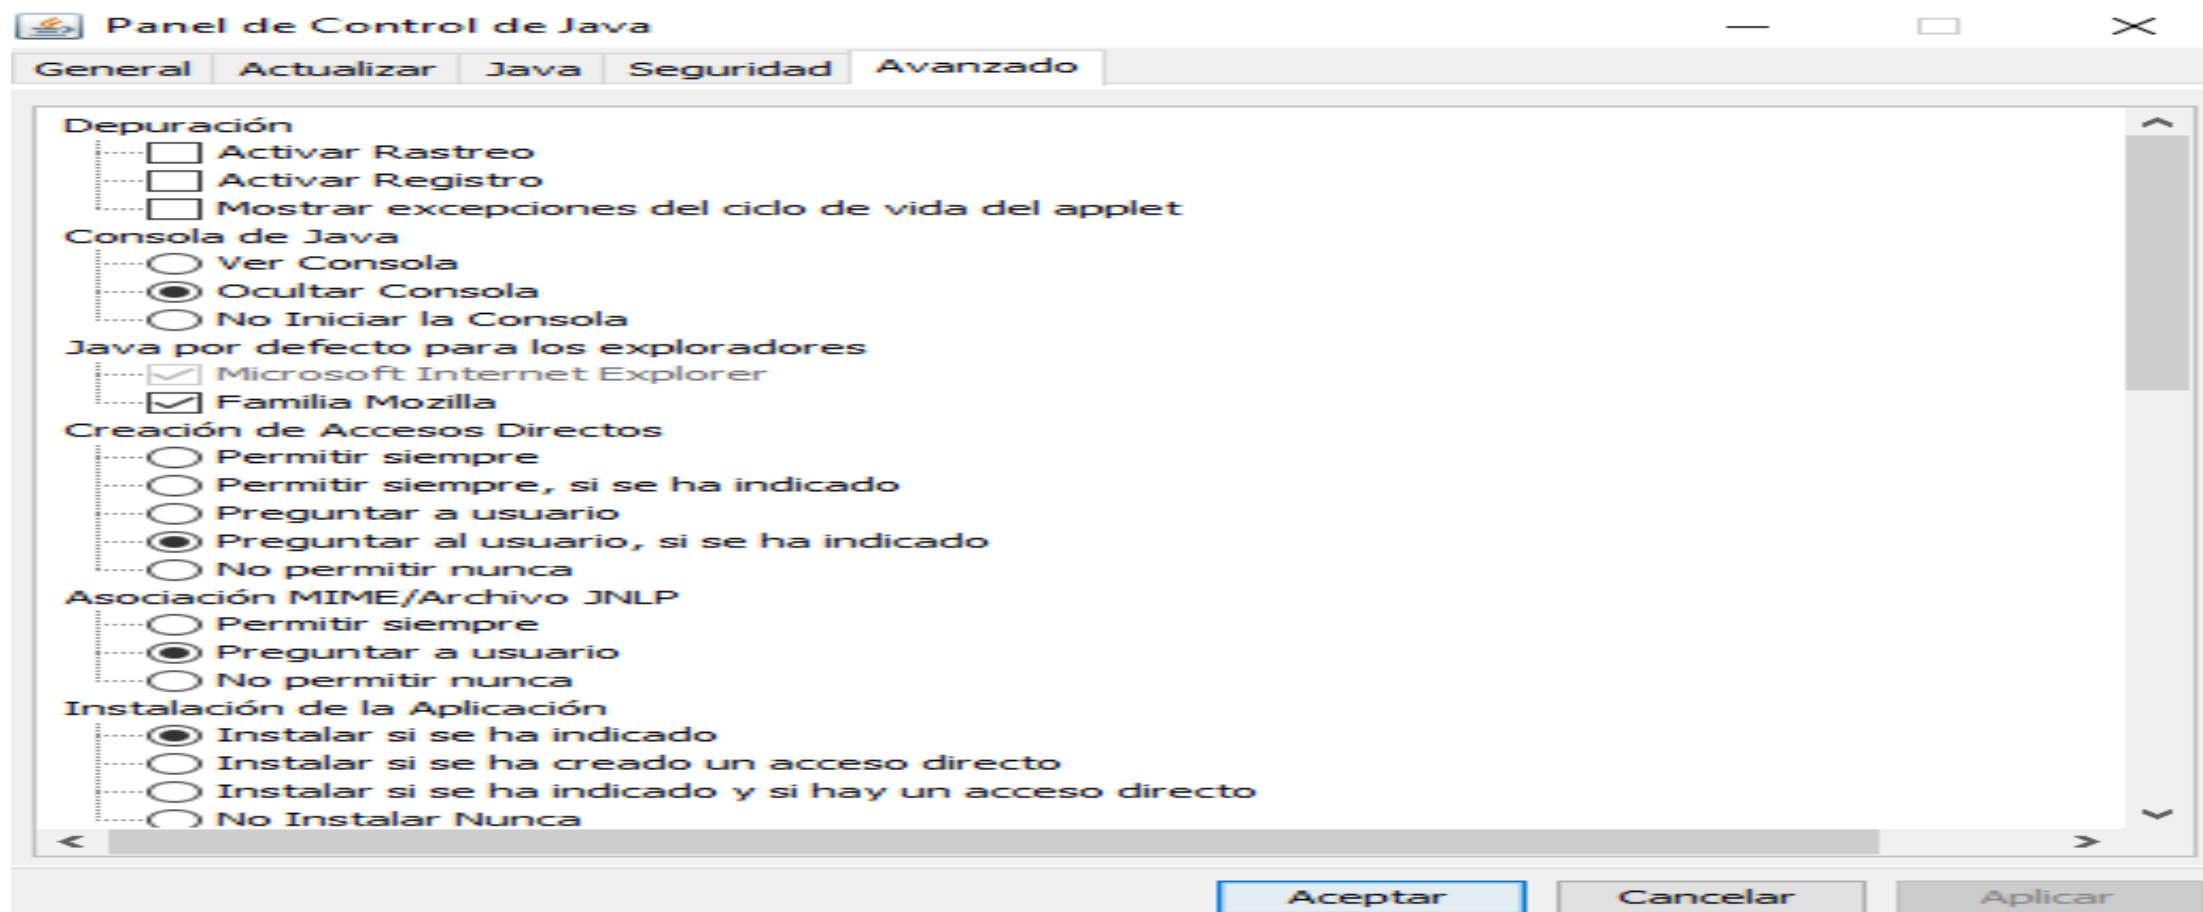 Panel de Control de Java
General Actualizar Java Seguridad Avanzado
Depuración
Activar Rastreo
Activar Registro
Mostrar excepciones del ciclo de vida del applet
Consola de Java
Ver Consola
Ocultar Consola
No Iniciar la Consola
Java por defecto para los exploradores
Microsoft Internet Explorer
Familia Mozilla
Creación de Accesos Directos
Permitir siempre
Permitir siempre, si se ha indicado
Preguntar a usuario
Preguntar al usuario, si se ha indicado
No permitir nunca
Asociación MIME/Archivo JNLP
Permitir siempre
Preguntar a usuario
No permitir nunca
Instalación de la Aplicación
Instalar si se ha indicado
Instalar si se ha creado un acceso directo
Instalar si se ha indicado y si hay un acceso directo
No Instalar Nunca
Aceptar Cancelar Aplicar